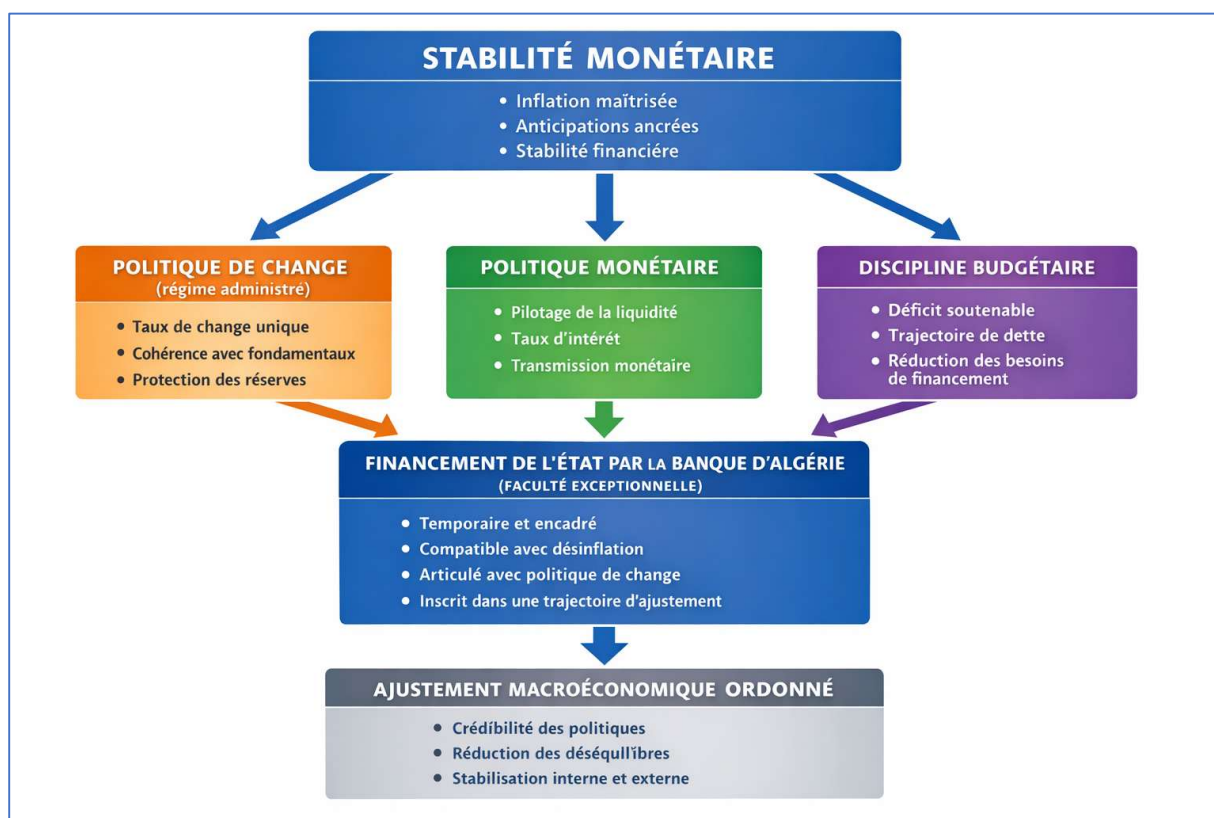 STABILITÉ MONÉTAIRE
• Inflation maîtrisée
• Anticipations ancrées
• Stabilité financiére
POLITIQUE DE CHANGE
(régime administré)
• Taux de change unique
• Cohérence avec fondamentaux
• Protection des réserves
POLITIQUE MONÉTAIRE
• Pilotage de la liquidité
• Taux d'intérêt
• Transmission monétaire
DISCIPLINE BUDGÉTAIRE
• Déficit soutenable
• Trajectoire de dette
• Réduction des besoins
de financement
FINANCEMENT DE L'ÉTAT PAR LA BANQUE D'ALGÉRIE
(FACULTÉ EXCEPTIONNELLE)
• Temporaire et encadré
• Compatible avec désinflation
• Articulé avec politique de change
• Inscrit dans une trajectoire d'ajustement
AJUSTEMENT MACROÉCONOMIQUE ORDONNÉ
• Crédíbílité des politiques
• Réduction des déséqulIîbres
• Stabilisation interne et externe